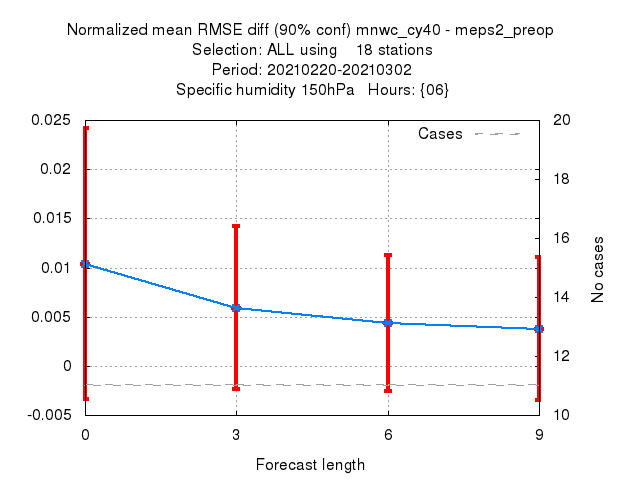 Normalized mean RMSE diff (90% conf) mnwc_cy40 - meps2_preop
Selection: ALL using    18 stations
Period: 20210220-20210302
Specific humidity 150hPa   Hours: {06}
Cases
0.025
0.02
0.015
0.01
0.005
0
-0.005
20
18
16
14
12
10
No cases
0 3 6 9
Forecast length